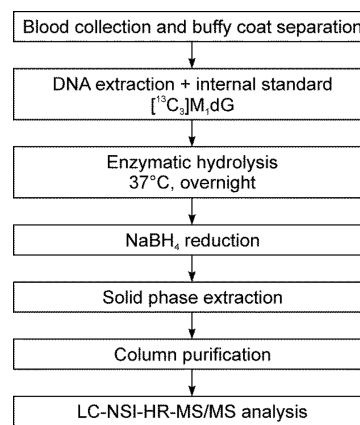 Blood collection and buffy coat separation
DNA extraction + internal standard
[¹³C₃]M₁dG
Enzymatic hydrolysis
37°C, overnight
NaBH₄ reduction
Solid phase extraction
Column purification
LC-NSI-HR-MS/MS analysis